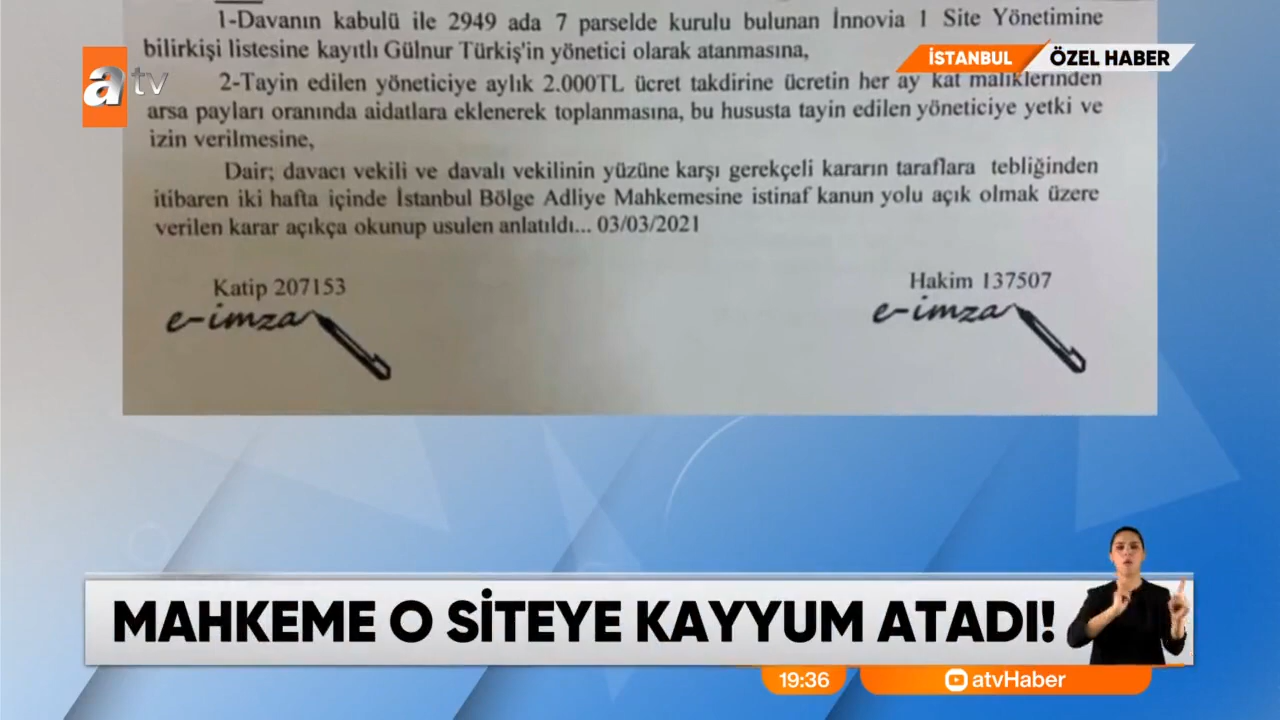 1-Davanın kabulü ile 2949 ada 7 parselde kurulu bulunan İnnovia 1 Site Yönetimine
bilirkişi listesine kayıtlı Gülnur Türkiş'in yönetici olarak atanmasına,
2-Tayin edilen yöneticiye aylık 2.000TL ücret takdirine ücretin her ay kat maliklerinden
arsa payları oranında aidatlara eklenerek toplanmasına, bu hususta tayin edilen yöneticiye yetki ve
izin verilmesine,
Dair; davacı vekili ve davalı vekilinin yüzüne karşı gerekçeli kararın taraflara tebliğinden
itibaren iki hafta içinde İstanbul Bölge Adliye Mahkemesine istinaf kanun yolu açık olmak üzere
verilen karar açıkça okunup usulen anlatıldı... 03/03/2021
Katip 207153
Hakim 137507
e-imza
e-imza
atv
İSTANBUL
ÖZEL HABER
MAHKEME O SİTEYE KAYYUM ATADI!
19:36
atvHaber